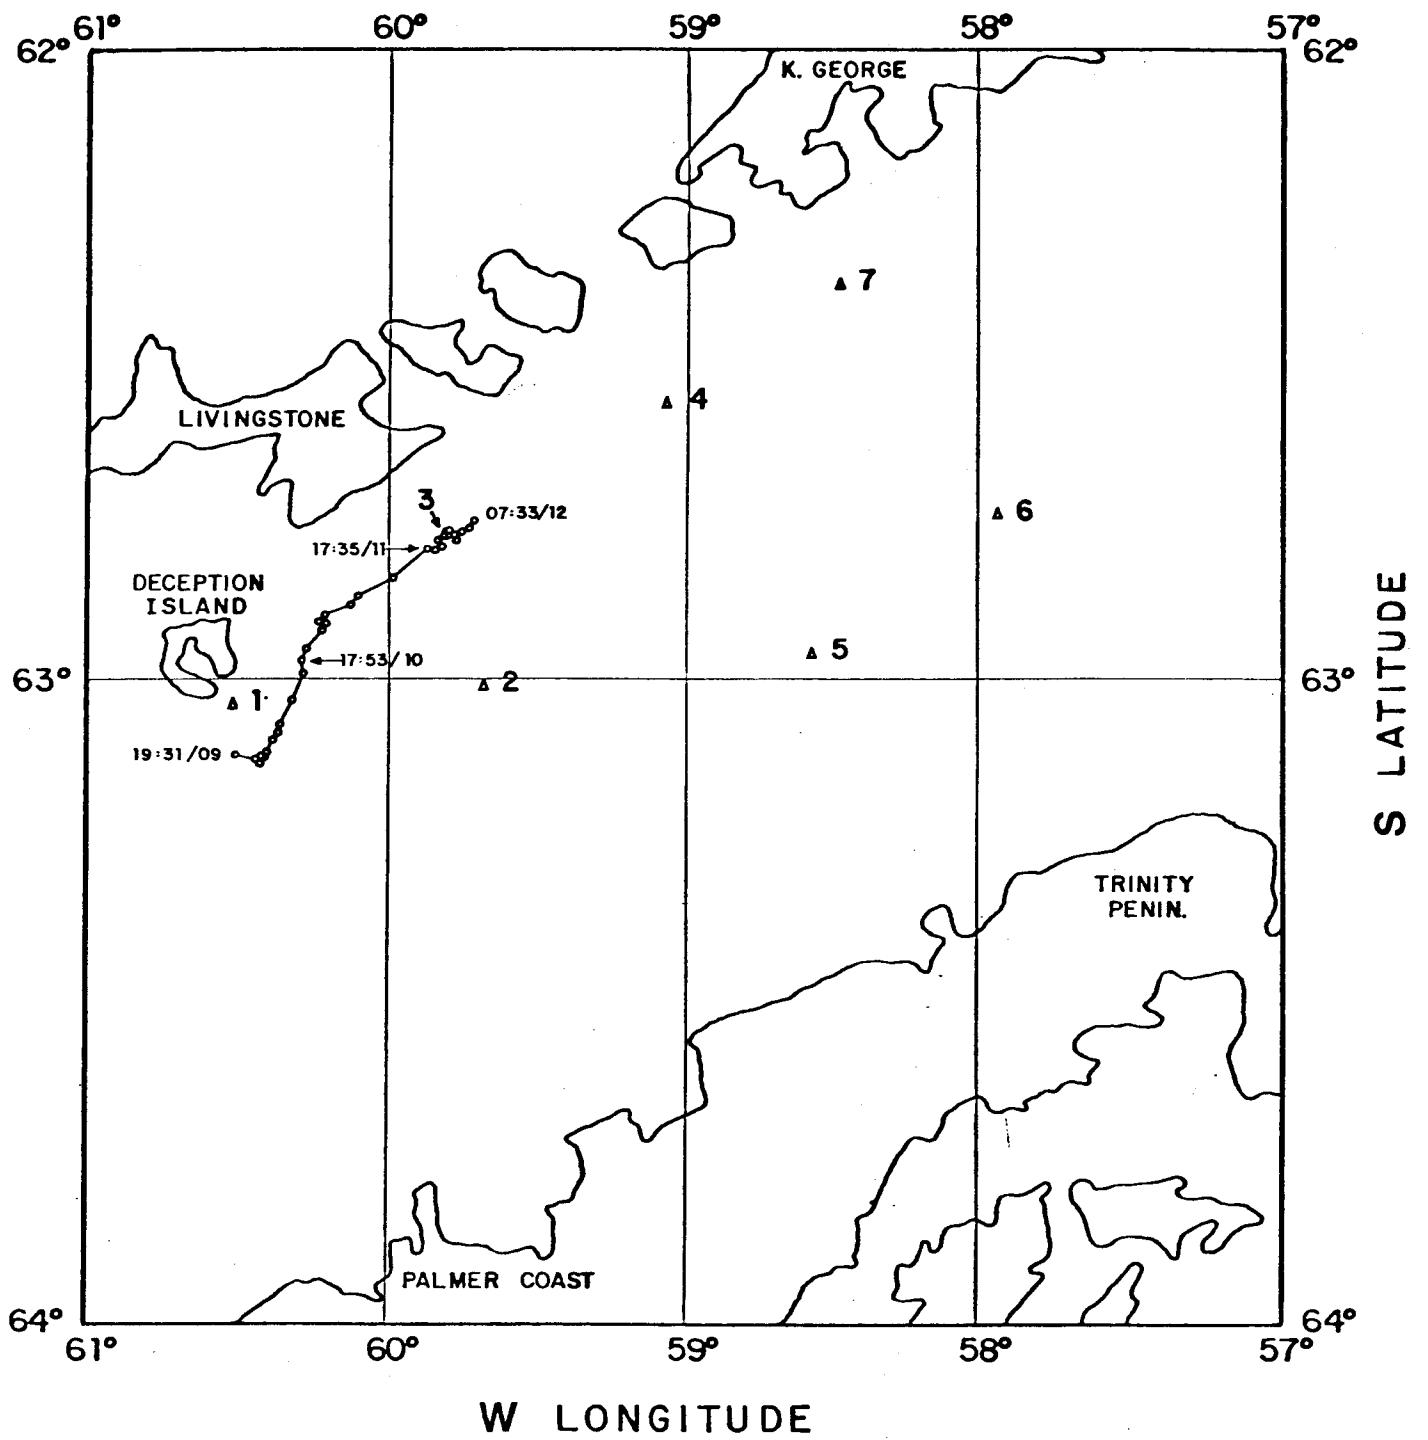 61° 60° 59° 58° 57°
62° 62°
K. GEORGE
7
4
LIVINGSTONE
3
07:33/12
6
17:35/11
DECEPTION
ISLAND
5
17:53/10
63° 2 63°
1
19:31/09
S LATITUDE
TRINITY
PENIN.
PALMER COAST
64° 64°
61° 60° 59° 58° 57°
W LONGITUDE